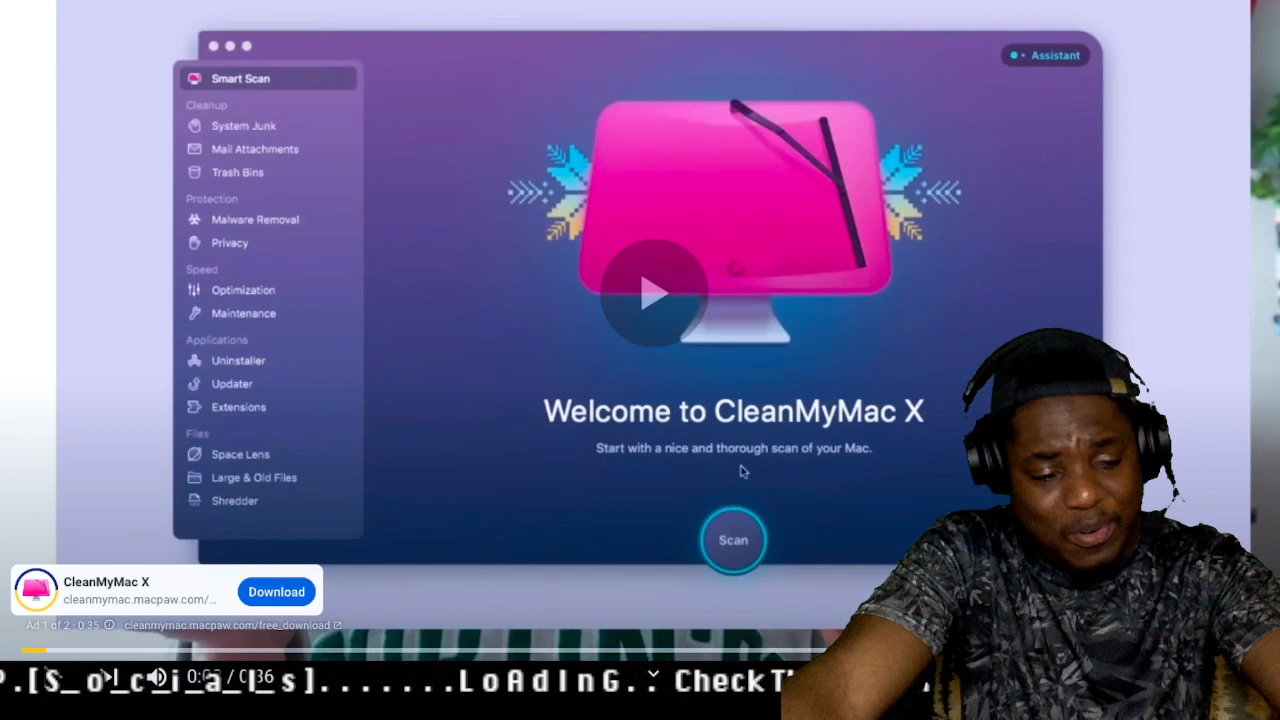 Assistant
Smart Scan
Cleanup
System Junk
Mail Attachments
Trash Bins
Protection
Malware Removal
Privacy
Speed
Optimization
Maintenance
Applications
Uninstaller
Updater
Extensions
Files
Space Lens
Large & Old Files
Shredder
Welcome to CleanMyMac X
Start with a nice and thorough scan of your Mac.
Scan
CleanMyMac X
cleanmymac.macpaw.com/...
Download
Ad 1 of 2 · 0:35 cleanmymac.macpaw.com/free_download
P.[S_o_c_i_a_l_s].......LoAdInG.: Check